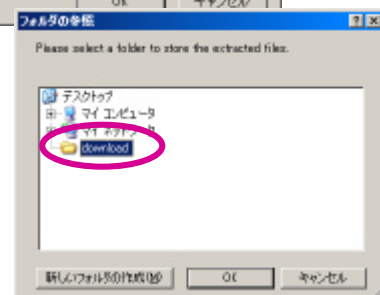 OK キャンセル
フォルダの参照
Please select a folder to store the extracted files.
デスクトップ
マイ コンピュータ
マイ ネットワーク
download
新しいフォルダの作成(M)
OK
キャンセル